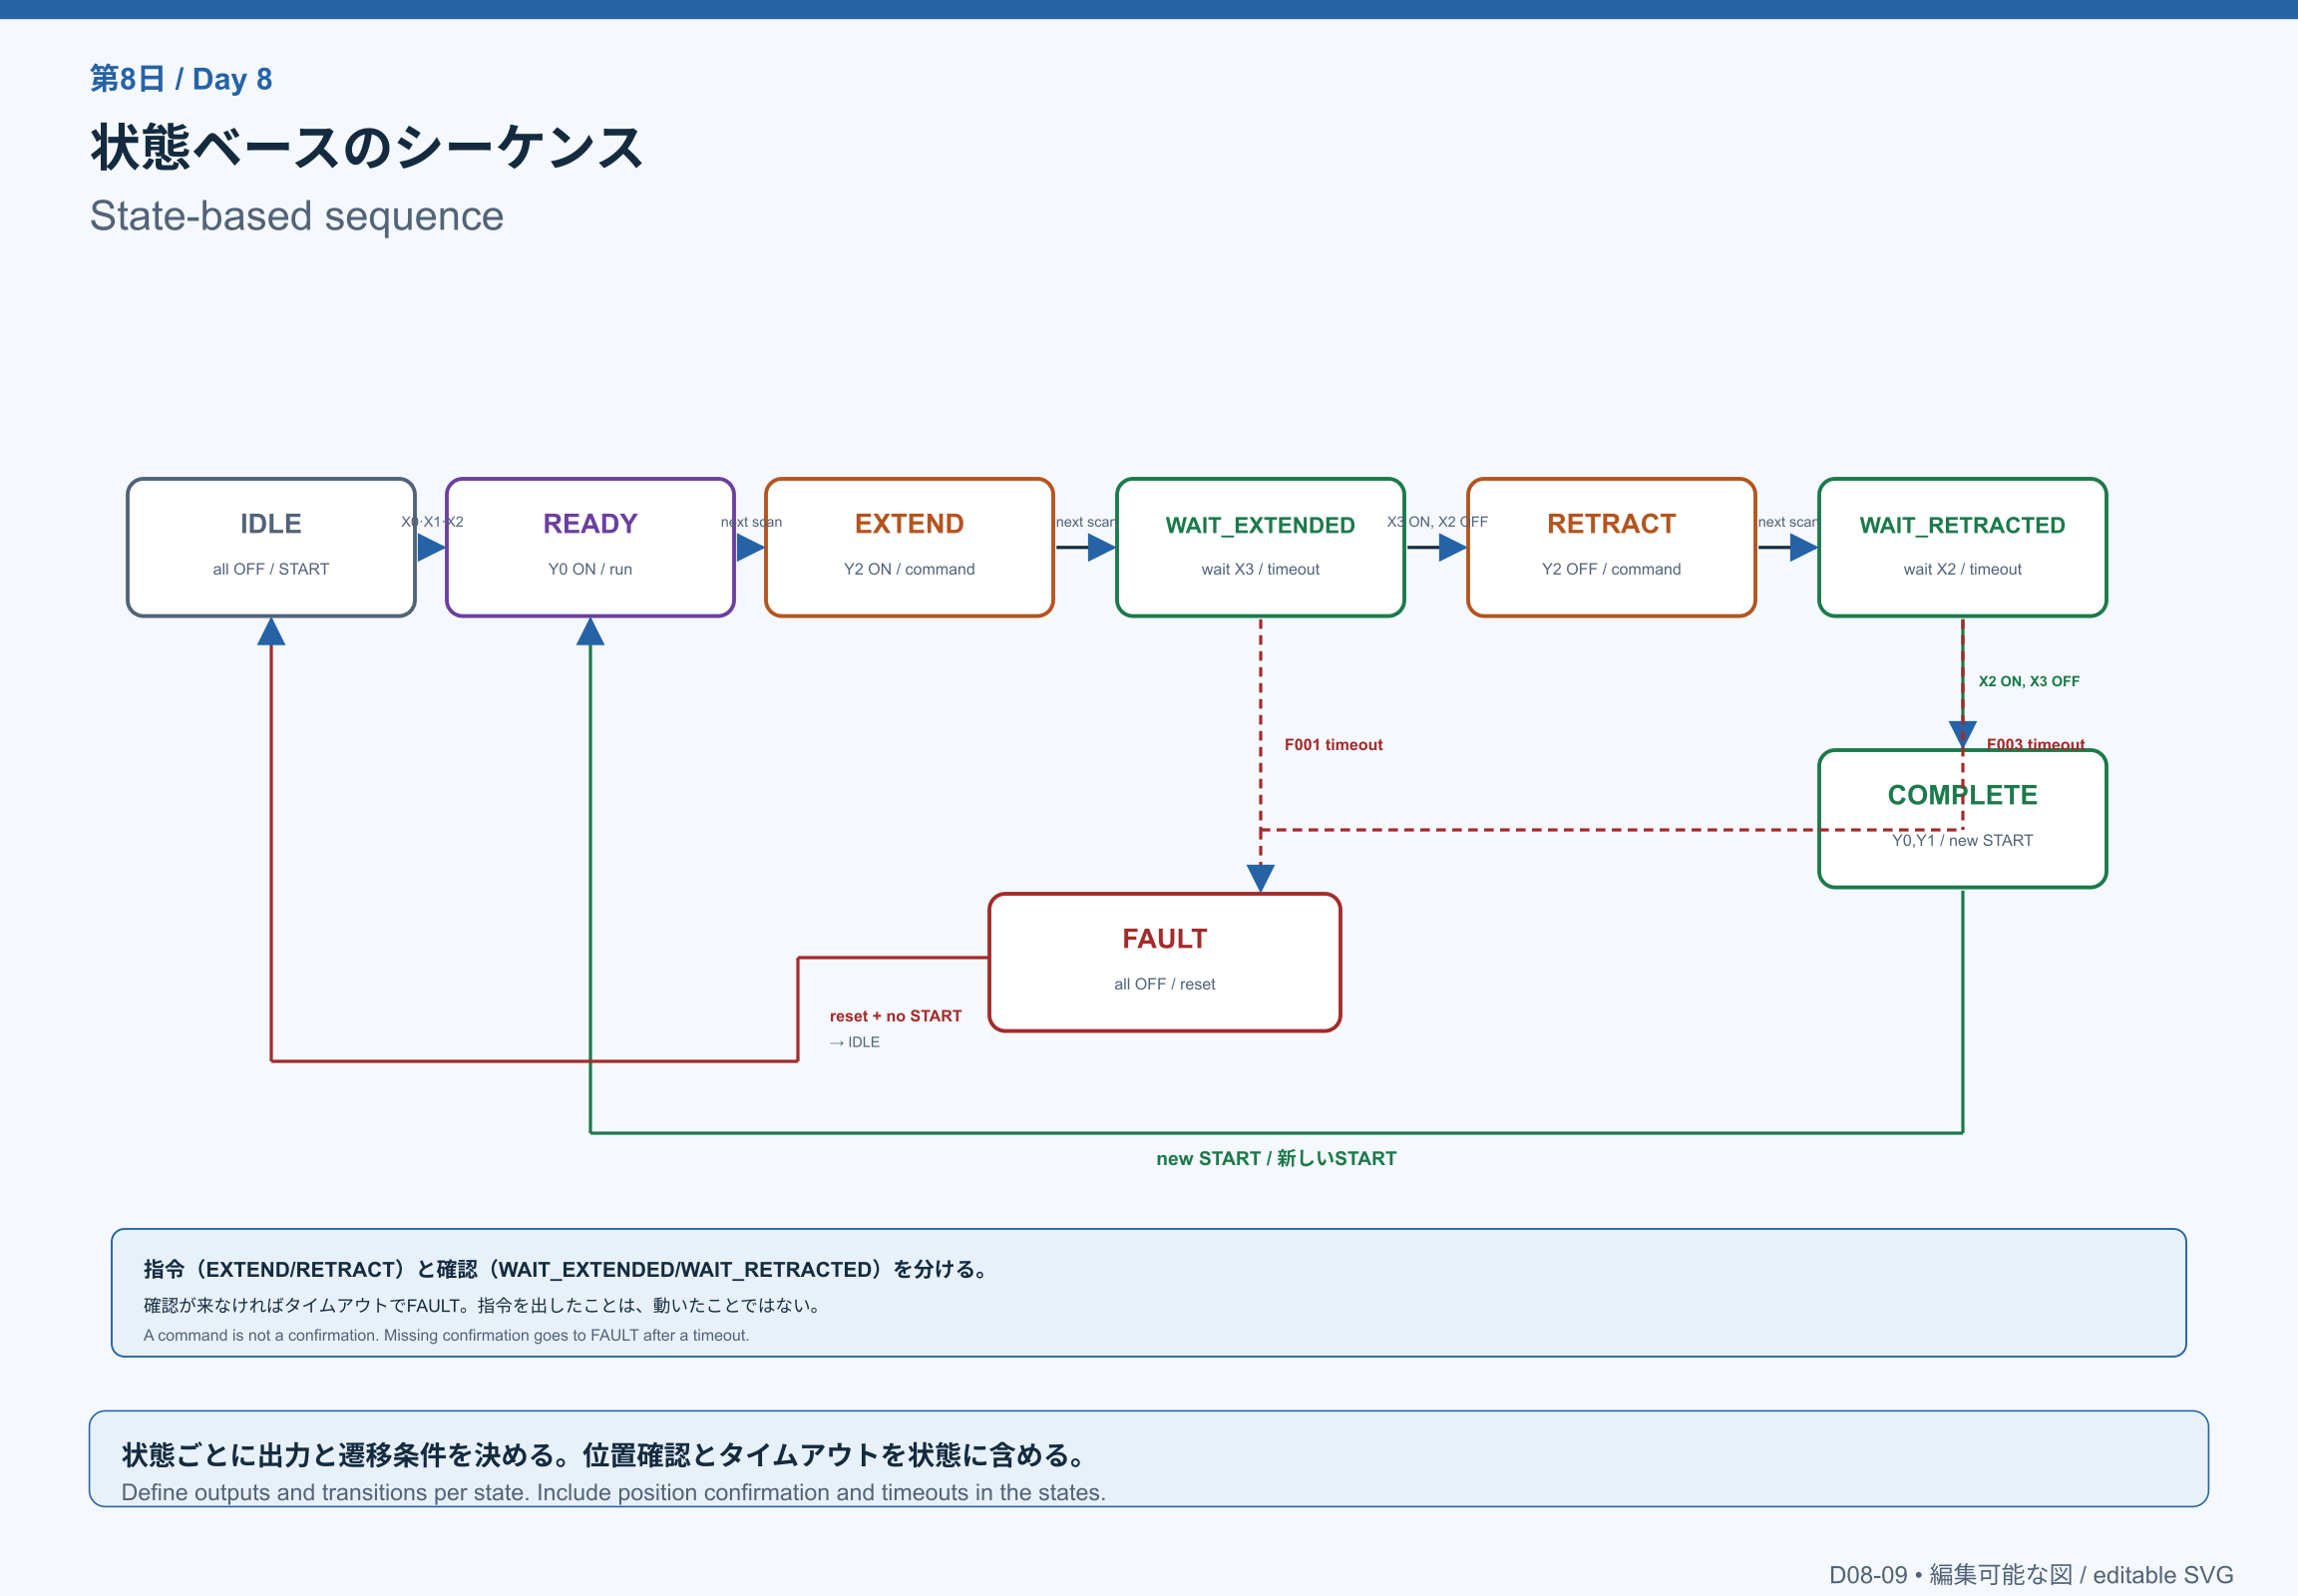 第8日 / Day 8
状態ベースのシーケンス
State-based sequence
IDLE
all OFF / START
X0·X1·X2
READY
Y0 ON / run
next scan
EXTEND
Y2 ON / command
next scan
WAIT_EXTENDED
wait X3 / timeout
X3 ON, X2 OFF
RETRACT
Y2 OFF / command
next scan
WAIT_RETRACTED
wait X2 / timeout
X2 ON, X3 OFF
F001 timeout
F003 timeout
COMPLETE
Y0,Y1 / new START
FAULT
all OFF / reset
reset + no START
→ IDLE
new START / 新しいSTART
指令（EXTEND/RETRACT）と確認（WAIT_EXTENDED/WAIT_RETRACTED）を分ける。
確認が来なければタイムアウトでFAULT。指令を出したことは、動いたことではない。
A command is not a confirmation. Missing confirmation goes to FAULT after a timeout.
状態ごとに出力と遷移条件を決める。位置確認とタイムアウトを状態に含める。
Define outputs and transitions per state. Include position confirmation and timeouts in the states.
D08-09 • 編集可能な図 / editable SVG